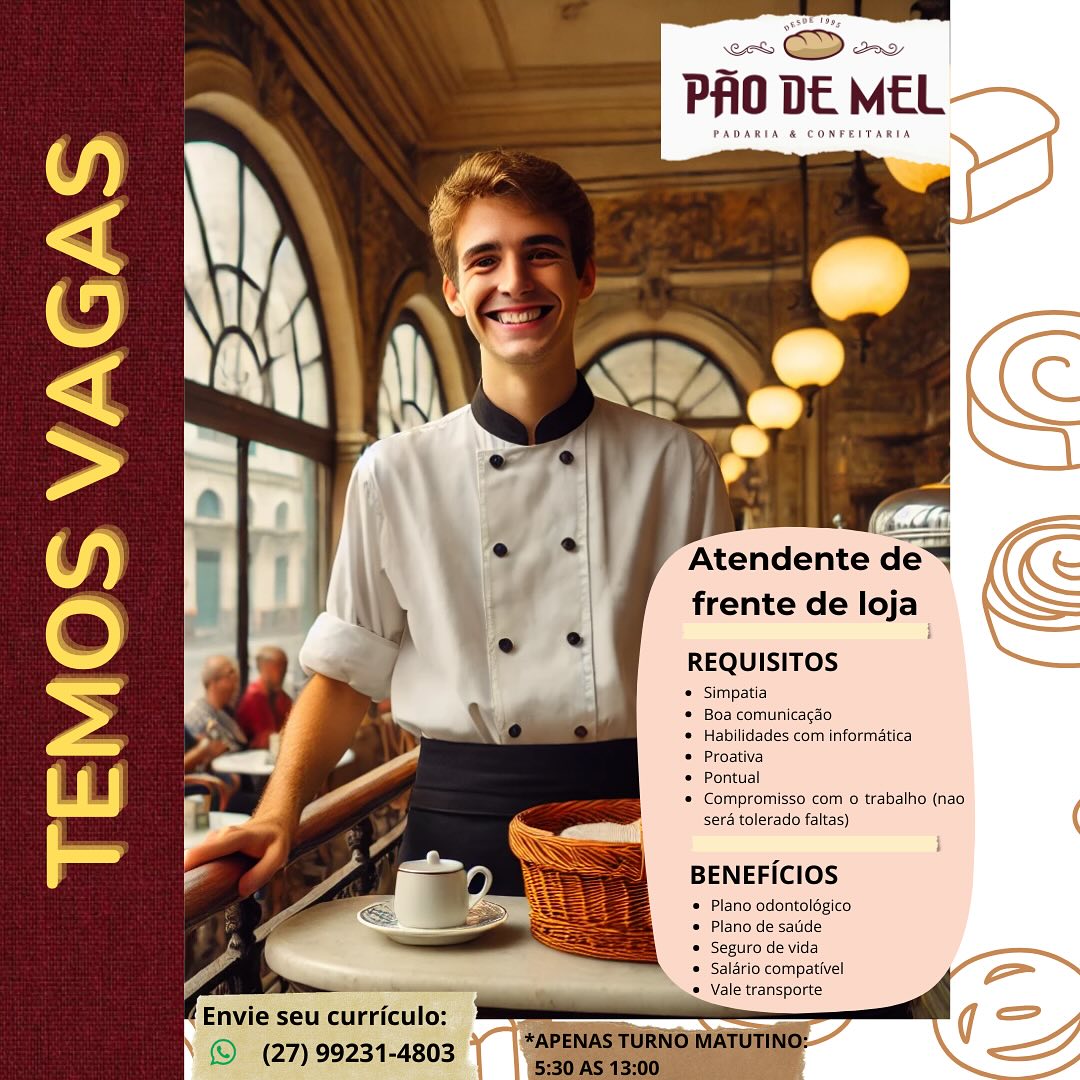 TEMOS VAGAS
DESDE 1995
PÃO DE MEL
PADARIA & CONFEITARIA
Atendente de
frente de loja
REQUISITOS
• Simpatia
• Boa comunicação
• Habilidades com informática
• Proativa
• Pontual
• Compromisso com o trabalho (nao
será tolerado faltas)
BENEFÍCIOS
• Plano odontológico
• Plano de saúde
• Seguro de vida
• Salário compatível
• Vale transporte
Envie seu currículo:
(27) 99231-4803
*APENAS TURNO MATUTINO:
5:30 AS 13:00